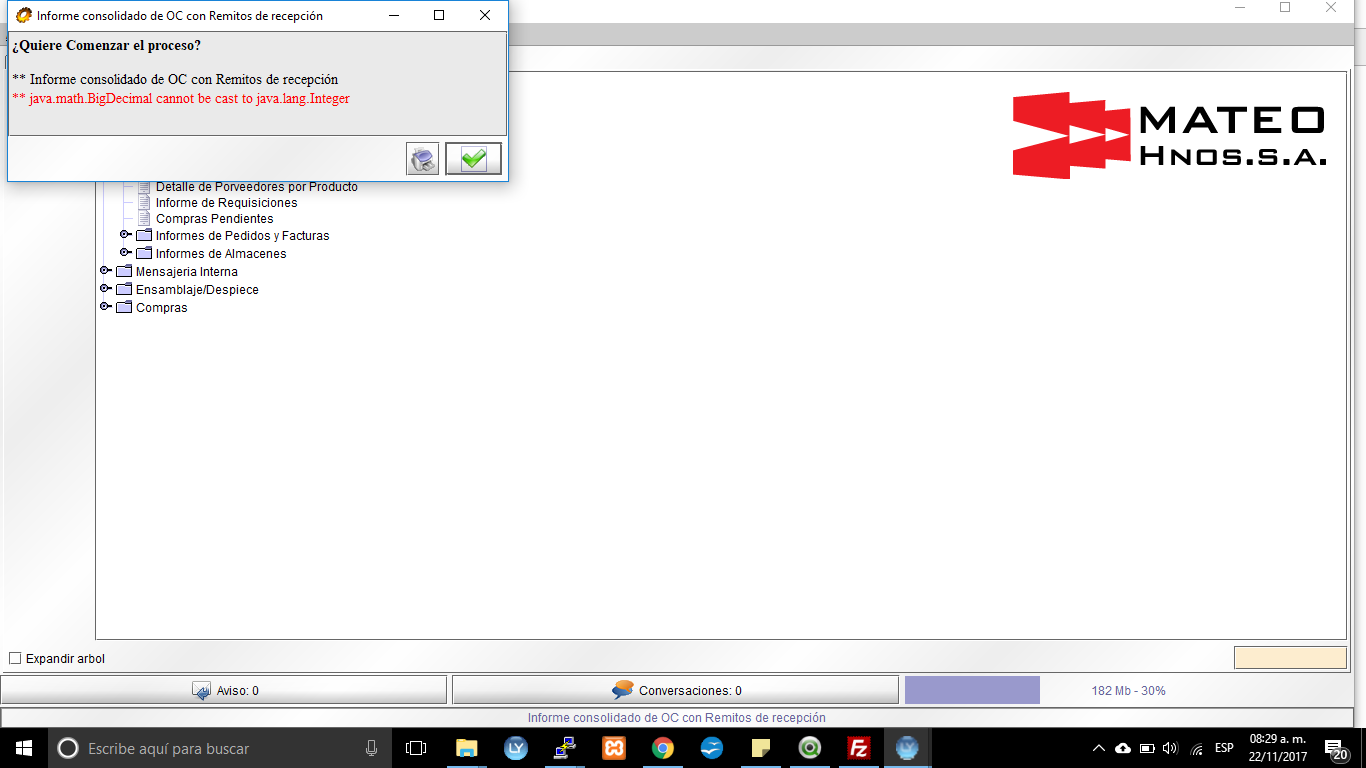 Informe consolidado de OC con Remitos de recepción
¿Quiere Comenzar el proceso?
** Informe consolidado de OC con Remitos de recepción
** java.math.BigDecimal cannot be cast to java.lang.Integer
MATEO
HNOS.S.A.
Detalle de Porveedores por Producto
Informe de Requisiciones
Compras Pendientes
Informes de Pedidos y Facturas
Informes de Almacenes
Mensajeria Interna
Ensamblaje/Despiece
Compras
Expandir arbol
Aviso: 0
Conversaciones: 0
182 Mb - 30%
Informe consolidado de OC con Remitos de recepción
Escribe aquí para buscar
LY
Fz
ESP
08:29 a. m.
22/11/2017
20